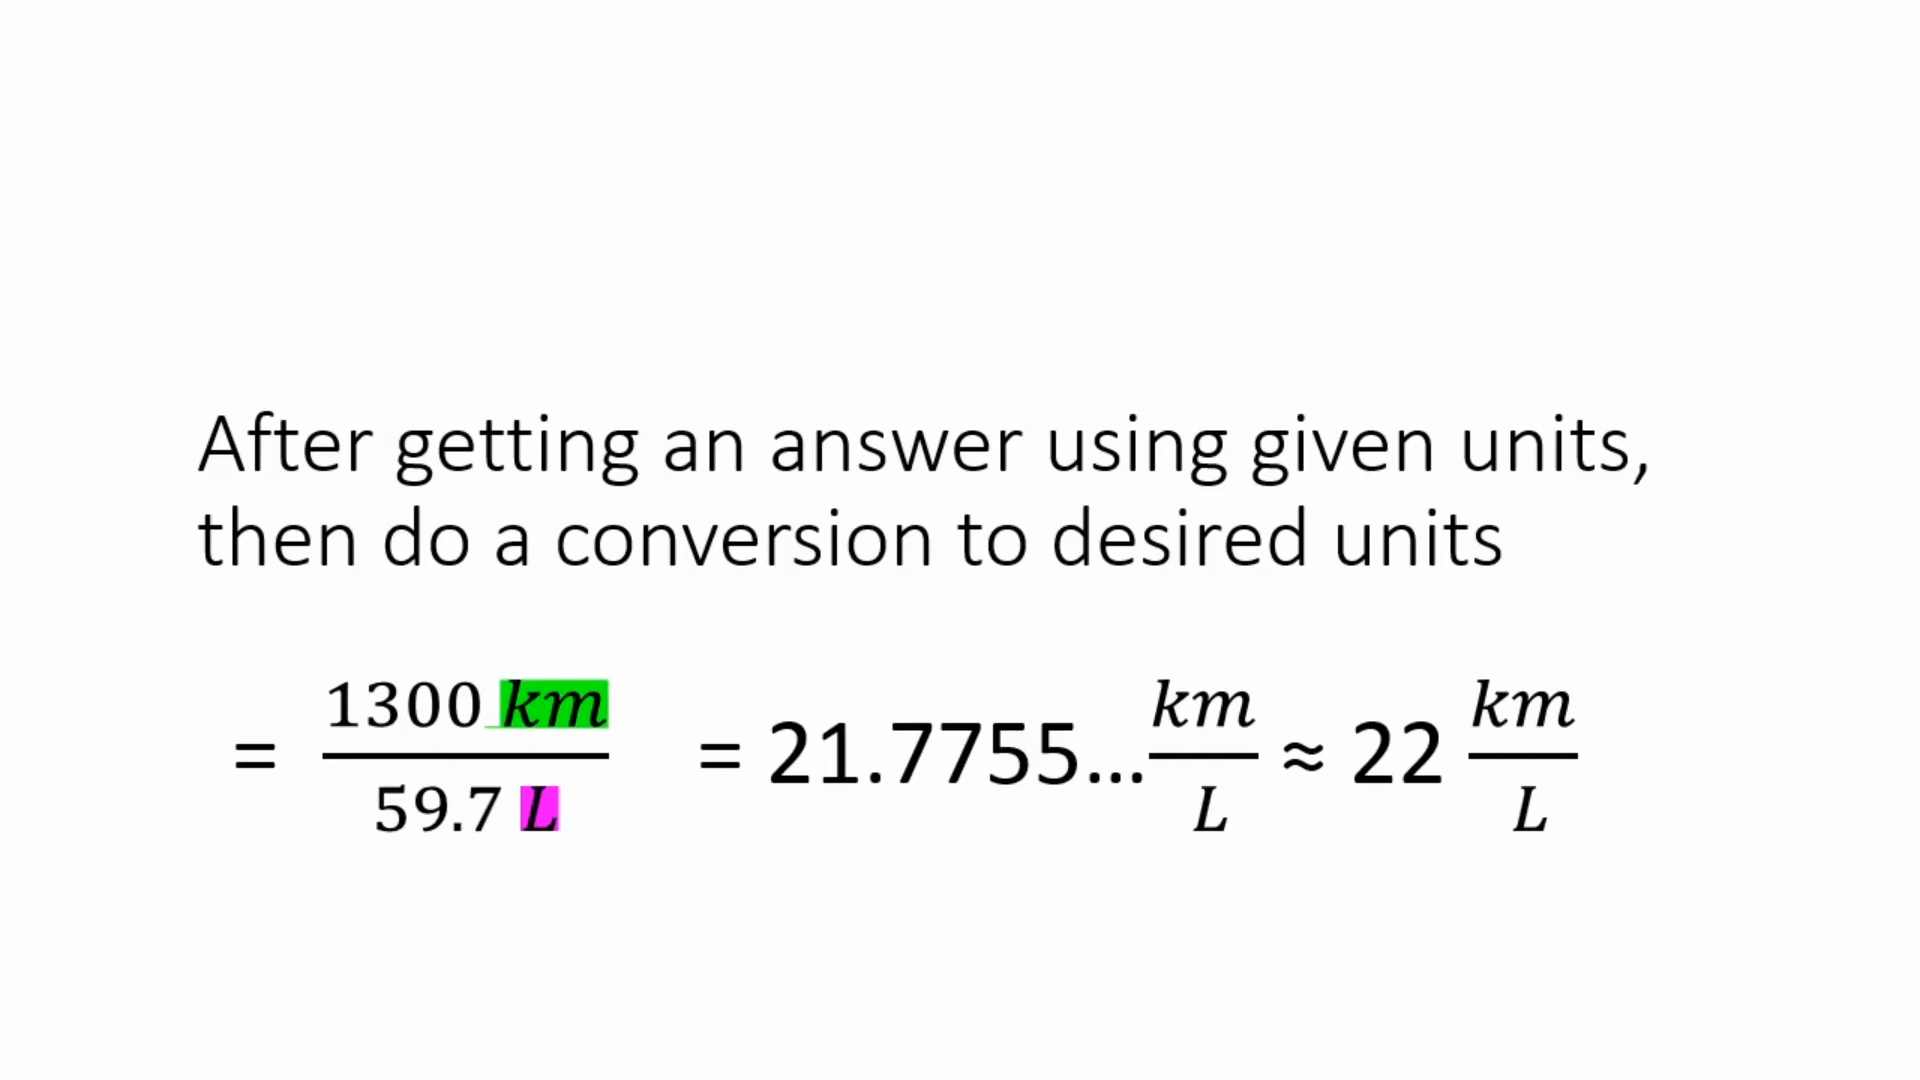 After getting an answer using given units,
then do a conversion to desired units
= 1300 km / 59.7 L = 21.7755... km / L ≈ 22 km / L